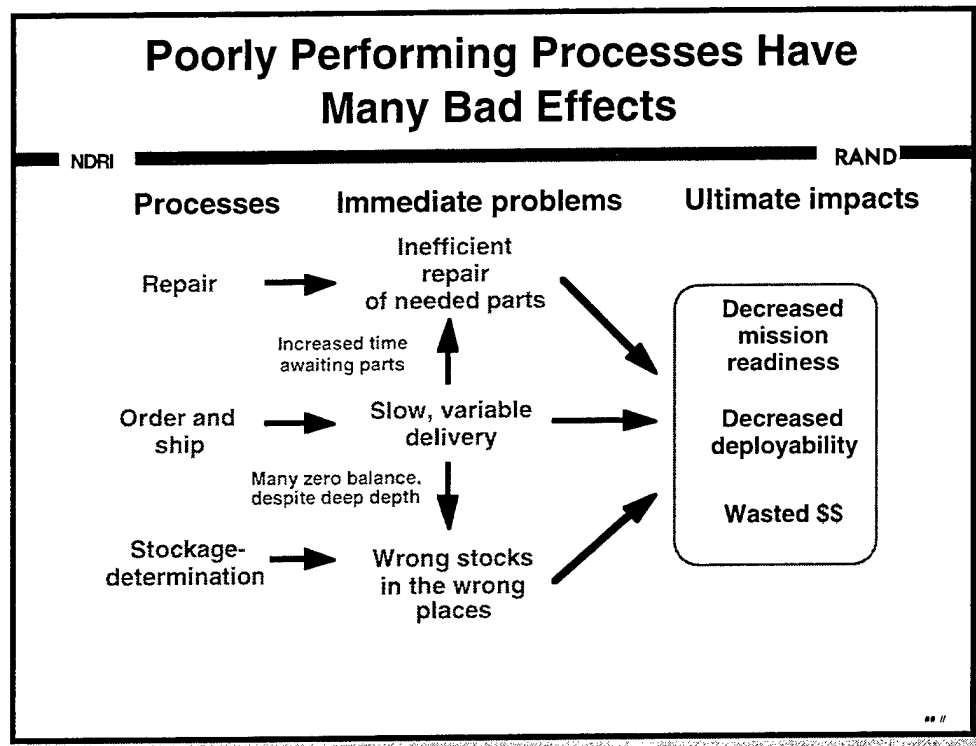 Poorly Performing Processes Have
Many Bad Effects
NDRI
RAND
Processes
Immediate problems
Ultimate impacts
Repair
Inefficient
repair
of needed parts
Increased time
awaiting parts
Order and
ship
Slow, variable
delivery
Many zero balance,
despite deep depth
Stockage-
determination
Wrong stocks
in the wrong
places
Decreased
mission
readiness
Decreased
deployability
Wasted $$